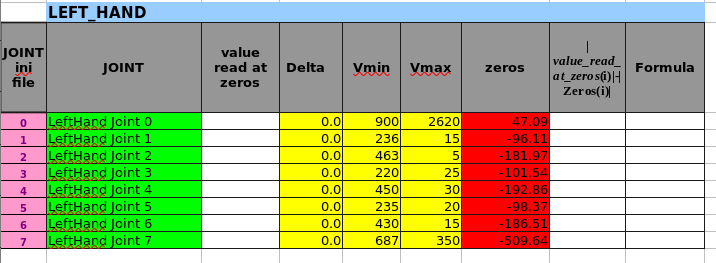 LEFT_HAND
JOINT ini file JOINT value read at zeros Delta Vmin Vmax zeros |value_read_at_zeros(i)|-|Zeros(i)| Formula
0 LeftHand Joint 0 0.0 900 2620 47.09
1 LeftHand Joint 1 0.0 236 15 -96.11
2 LeftHand Joint 2 0.0 463 5 -181.97
3 LeftHand Joint 3 0.0 220 25 -101.54
4 LeftHand Joint 4 0.0 450 30 -192.86
5 LeftHand Joint 5 0.0 235 20 -98.37
6 LeftHand Joint 6 0.0 430 15 -186.51
7 LeftHand Joint 7 0.0 687 350 -509.64